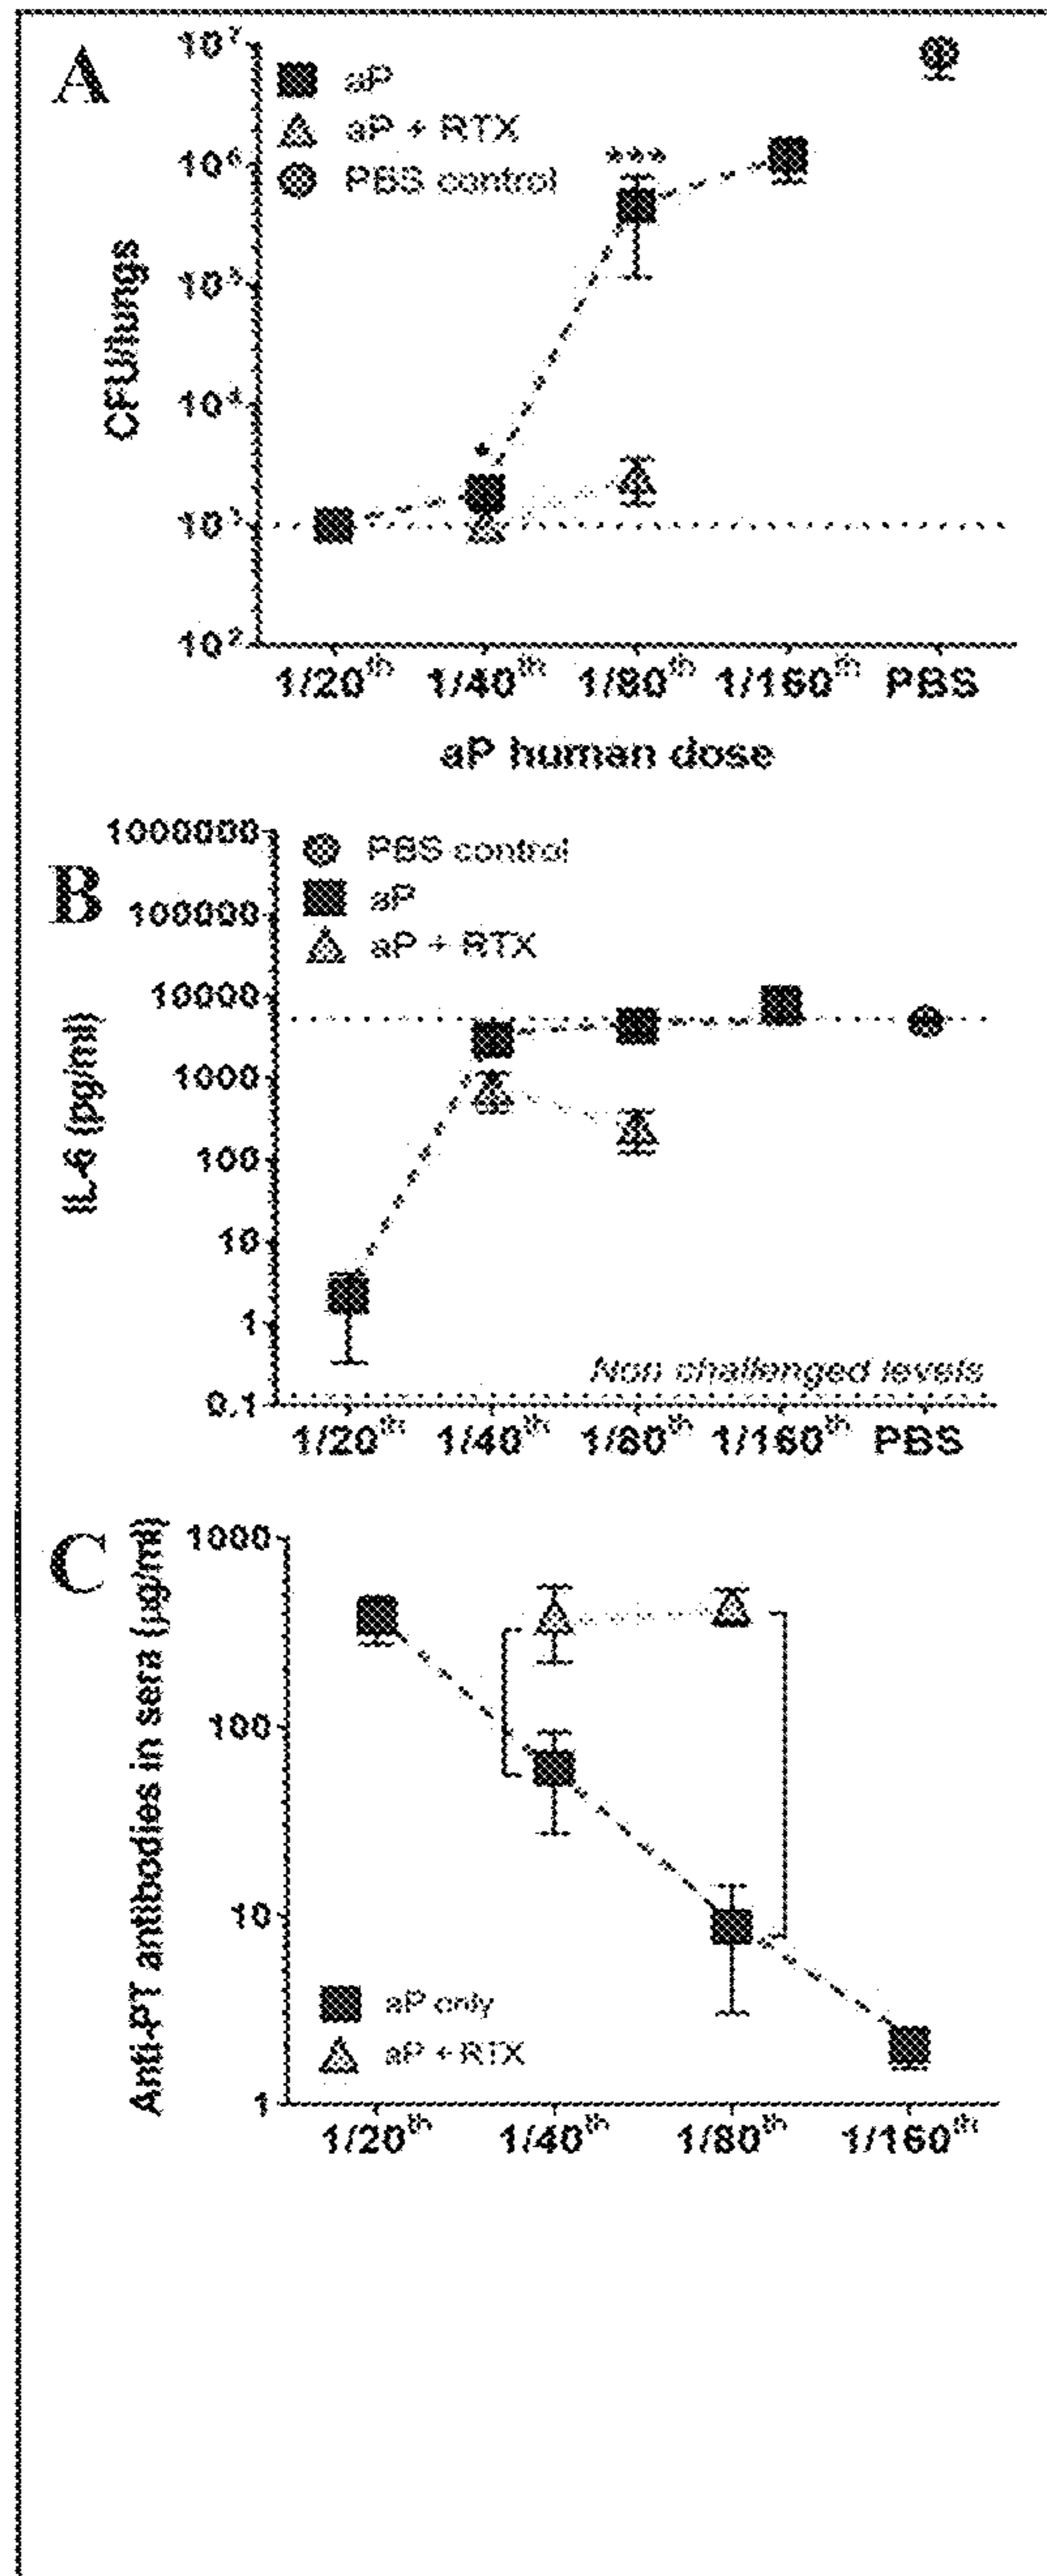 A
10⁷
aP
aP + RTX
10⁶
***
PBS control
CFU/lungs
10⁵
10⁴
*
10³
10²
1/20th 1/40th 1/80th 1/160th PBS
aP human dose
B
1000000
PBS control
100000
aP
aP + RTX
10000
IL-6 (pg/ml)
1000
100
10
1
Non challenged levels
0.1
1/20th 1/40th 1/80th 1/160th PBS
C
Anti-PT antibodies in sera (µg/ml)
1000
100
10
aP only
aP + RTX
1
1/20th 1/40th 1/80th 1/160th